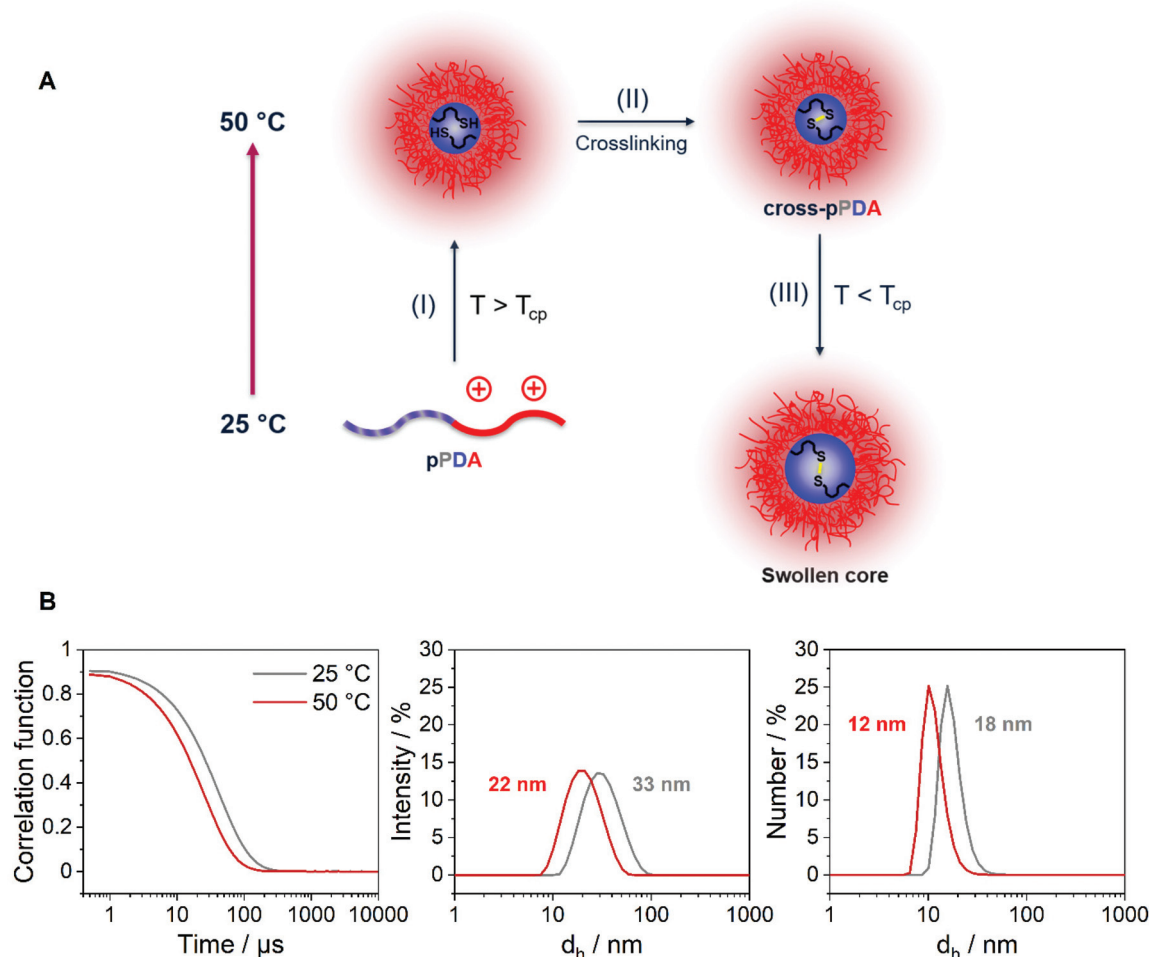 A
50 °C
25 °C
SH
HS
(II)
Crosslinking
S
S
cross-pPDA
(I)
T > Tcp
(III)
T < Tcp
+
+
pPDA
S
S
Swollen core
B
Correlation function
1
0.8
0.6
0.4
0.2
0
25 °C
50 °C
1
10
100
1000
10000
Time / µs
Intensity / %
30
25
20
15
10
5
0
22 nm
33 nm
1
10
100
1000
dh / nm
Number / %
30
25
20
15
10
5
0
12 nm
18 nm
1
10
100
1000
dh / nm